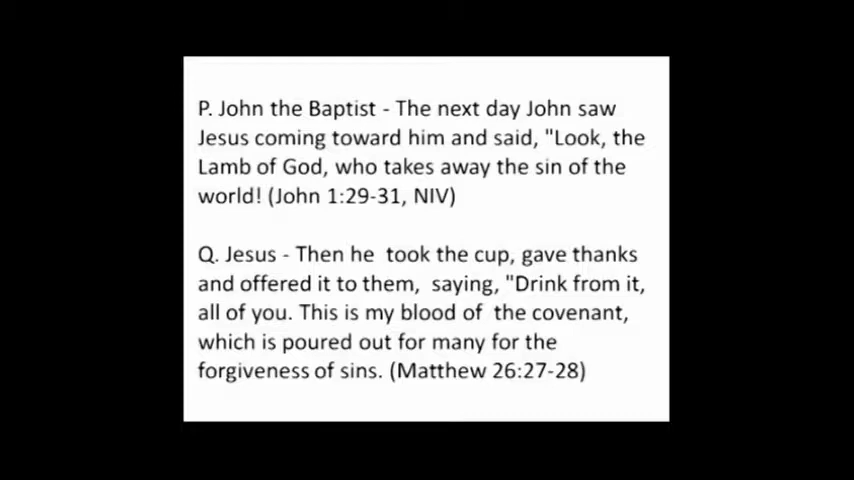 P. John the Baptist - The next day John saw
Jesus coming toward him and said, "Look, the
Lamb of God, who takes away the sin of the
world! (John 1:29-31, NIV)
Q. Jesus - Then he  took the cup, gave thanks
and offered it to them,  saying, "Drink from it,
all of you. This is my blood of  the covenant,
which is poured out for many for the
forgiveness of sins. (Matthew 26:27-28)